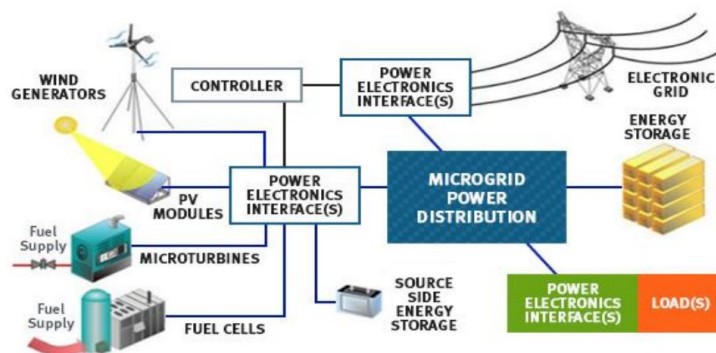 WIND
GENERATORS
CONTROLLER
POWER
ELECTRONICS
INTERFACE(S)
ELECTRONIC
GRID
ENERGY
STORAGE
PV
MODULES
POWER
ELECTRONICS
INTERFACE(S)
MICROGRID
POWER
DISTRIBUTION
Fuel
Supply
MICROTURBINES
Fuel
Supply
FUEL CELLS
SOURCE
SIDE
ENERGY
STORAGE
POWER
ELECTRONICS
INTERFACE(S)
LOAD(S)